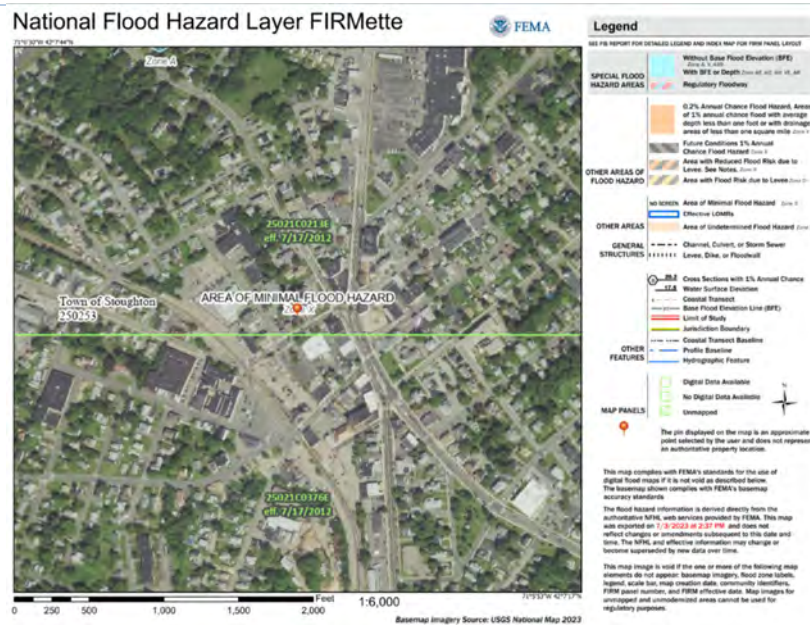 National Flood Hazard Layer FIRMette
FEMA
Legend
SEE FIS REPORT FOR DETAILED LEGEND AND INDEX MAP FOR FIRM PANEL LAYOUT
Zone A
25021C0213E
eff. 7/17/2012
Town of Stoughton
250253
AREA OF MINIMAL FLOOD HAZARD
25021C0376E
eff. 7/17/2012
0 250 500 1,000 1,500 2,000 Feet 1:6,000
Basemap Imagery Source: USGS National Map 2023
SPECIAL FLOOD
HAZARD AREAS
Without Base Flood Elevation (BFE)
With BFE or Depth
Regulatory Floodway
OTHER AREAS OF
FLOOD HAZARD
0.2% Annual Chance Flood Hazard, Areas
of 1% annual chance flood with average
depth less than one foot or with drainage
areas of less than one square mile
Future Conditions 1% Annual
Chance Flood Hazard
Area with Reduced Flood Risk due to
Levee. See Notes.
Area with Flood Risk due to Levee
OTHER AREAS
NO SCREEN Area of Minimal Flood Hazard
Effective LOMRs
Area of Undetermined Flood Hazard
GENERAL
STRUCTURES
Channel, Culvert, or Storm Sewer
Levee, Dike, or Floodwall
OTHER
FEATURES
Cross Sections with 1% Annual Chance
17.5 Water Surface Elevation
Coastal Transect
Base Flood Elevation Line (BFE)
Limit of Study
Jurisdiction Boundary
Coastal Transect Baseline
Profile Baseline
Hydrographic Feature
MAP PANELS
Digital Data Available
No Digital Data Available
Unmapped
N
The pin displayed on the map is an approximate
point selected by the user and does not represent
an authoritative property location.
This map complies with FEMA's standards for the use of
digital flood maps if it is not void as described below.
The basemap shown complies with FEMA's basemap
accuracy standards
The flood hazard information is derived directly from the
authoritative NFHL web services provided by FEMA. This map
was exported on 7/3/2023 at 2:37 PM and does not
reflect changes or amendments subsequent to this date and
time. The NFHL and effective information may change or
become superseded by new data over time.
This map image is void if the one or more of the following map
elements do not appear: basemap imagery, flood zone labels,
legend, scale bar, map creation date, community identifiers,
FIRM panel number, and FIRM effective date. Map images for
unmapped and unmodernized areas cannot be used for
regulatory purposes.